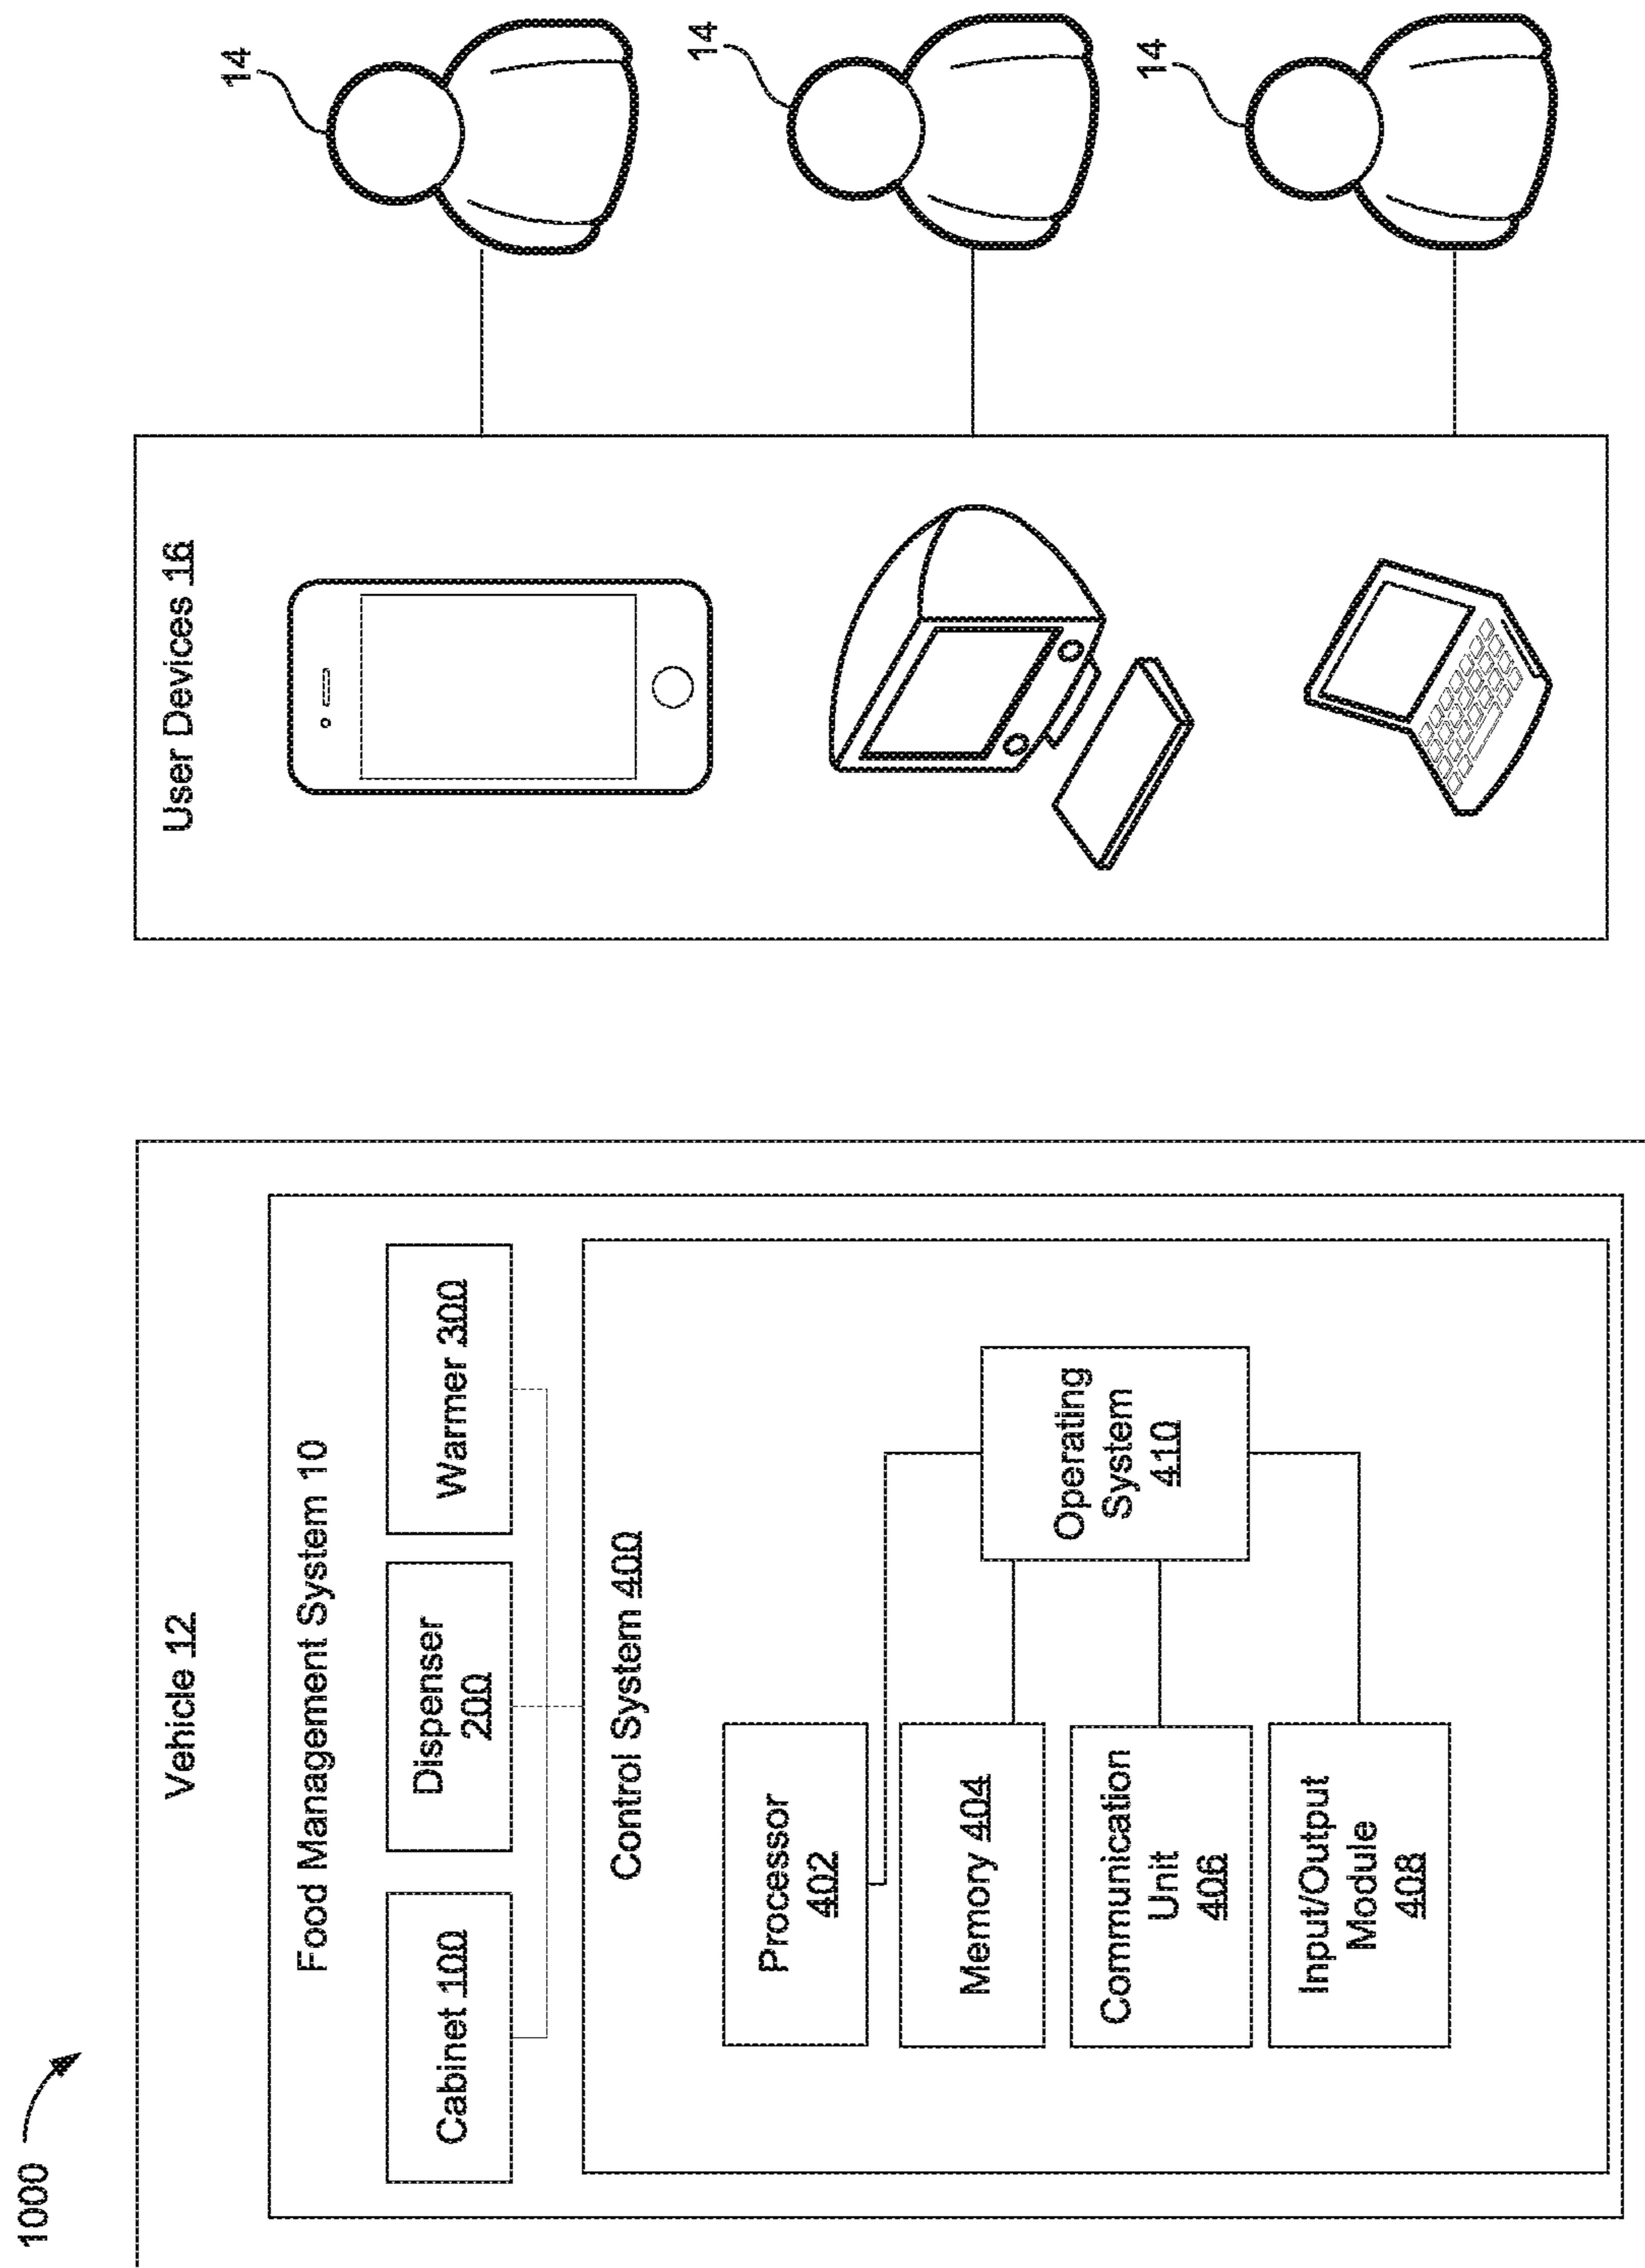 1000
Vehicle 12
Food Management System 10
Cabinet 100
Dispenser
200
Warmer 300
Control System 400
Processor
402
Memory 404
Communication
Unit
406
Input/Output
Module
408
Operating
System
410
User Devices 16
14
14
14